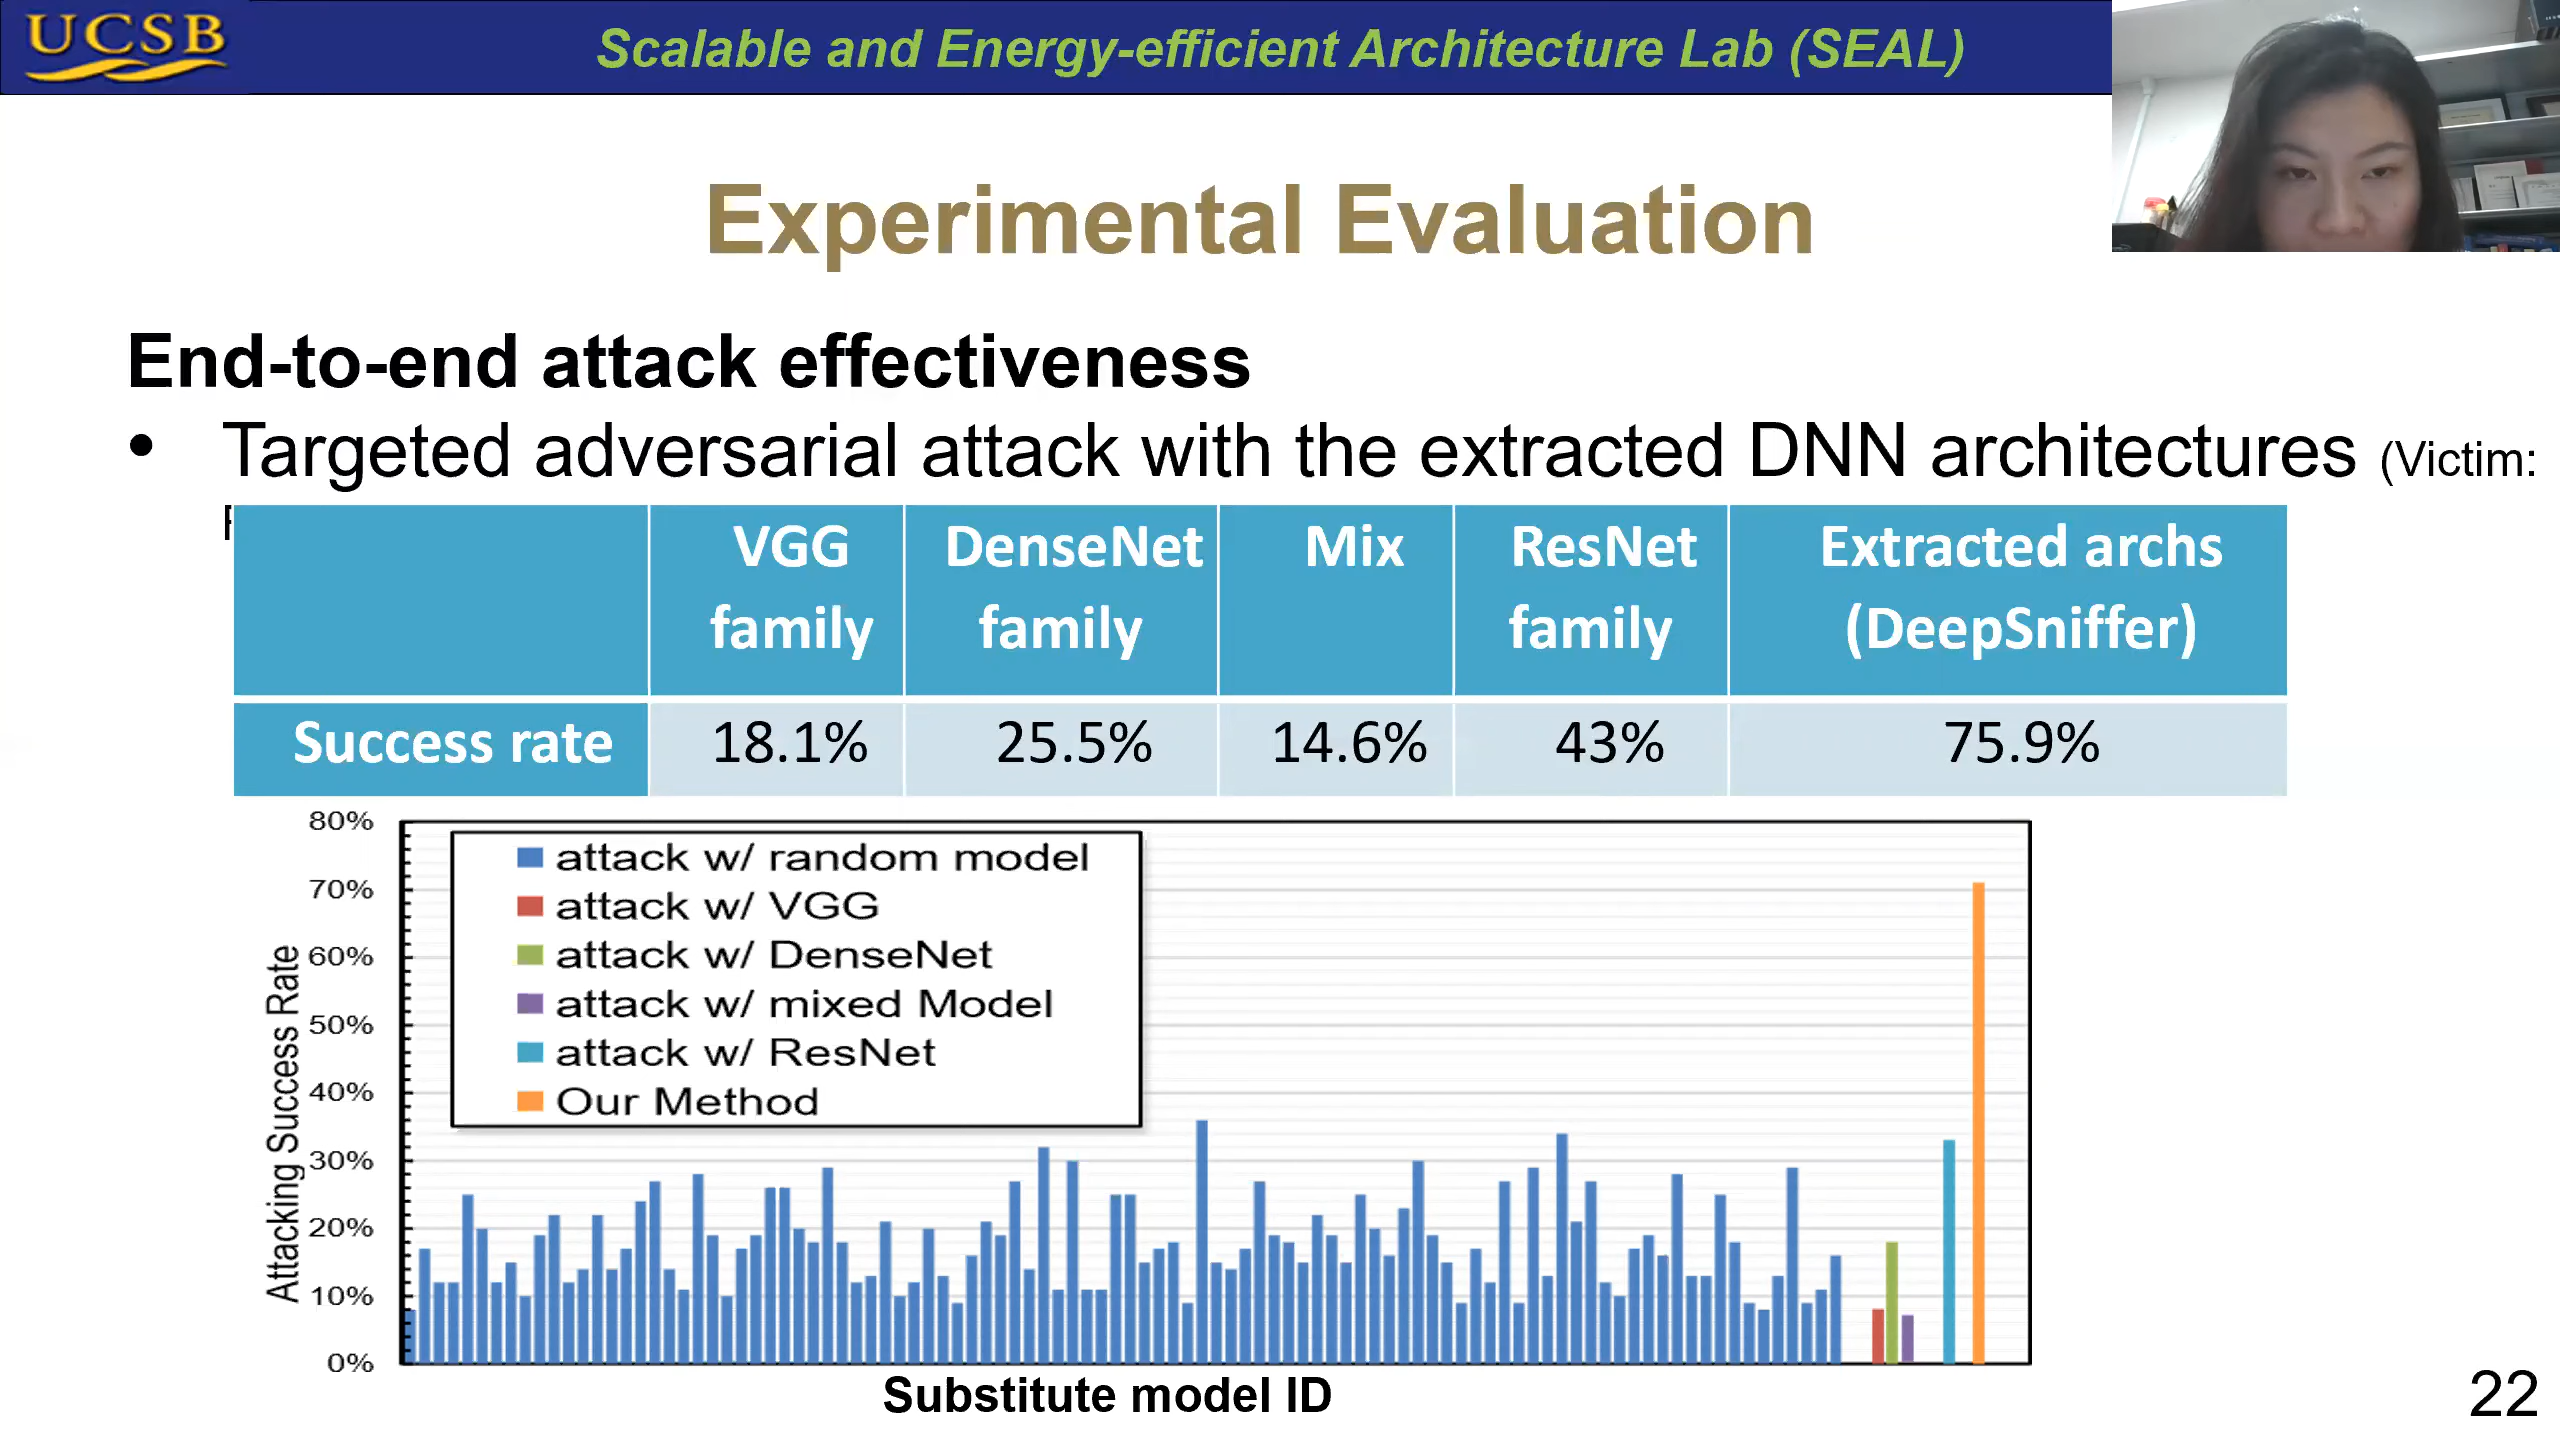 UCSB
Scalable and Energy-efficient Architecture Lab (SEAL)
Experimental Evaluation
End-to-end attack effectiveness
• Targeted adversarial attack with the extracted DNN architectures (Victim:
VGG family DenseNet family Mix ResNet family Extracted archs (DeepSniffer)
Success rate 18.1% 25.5% 14.6% 43% 75.9%
80%
70%
60%
50%
40%
30%
20%
10%
0%
Attacking Success Rate
attack w/ random model
attack w/ VGG
attack w/ DenseNet
attack w/ mixed Model
attack w/ ResNet
Our Method
Substitute model ID
22